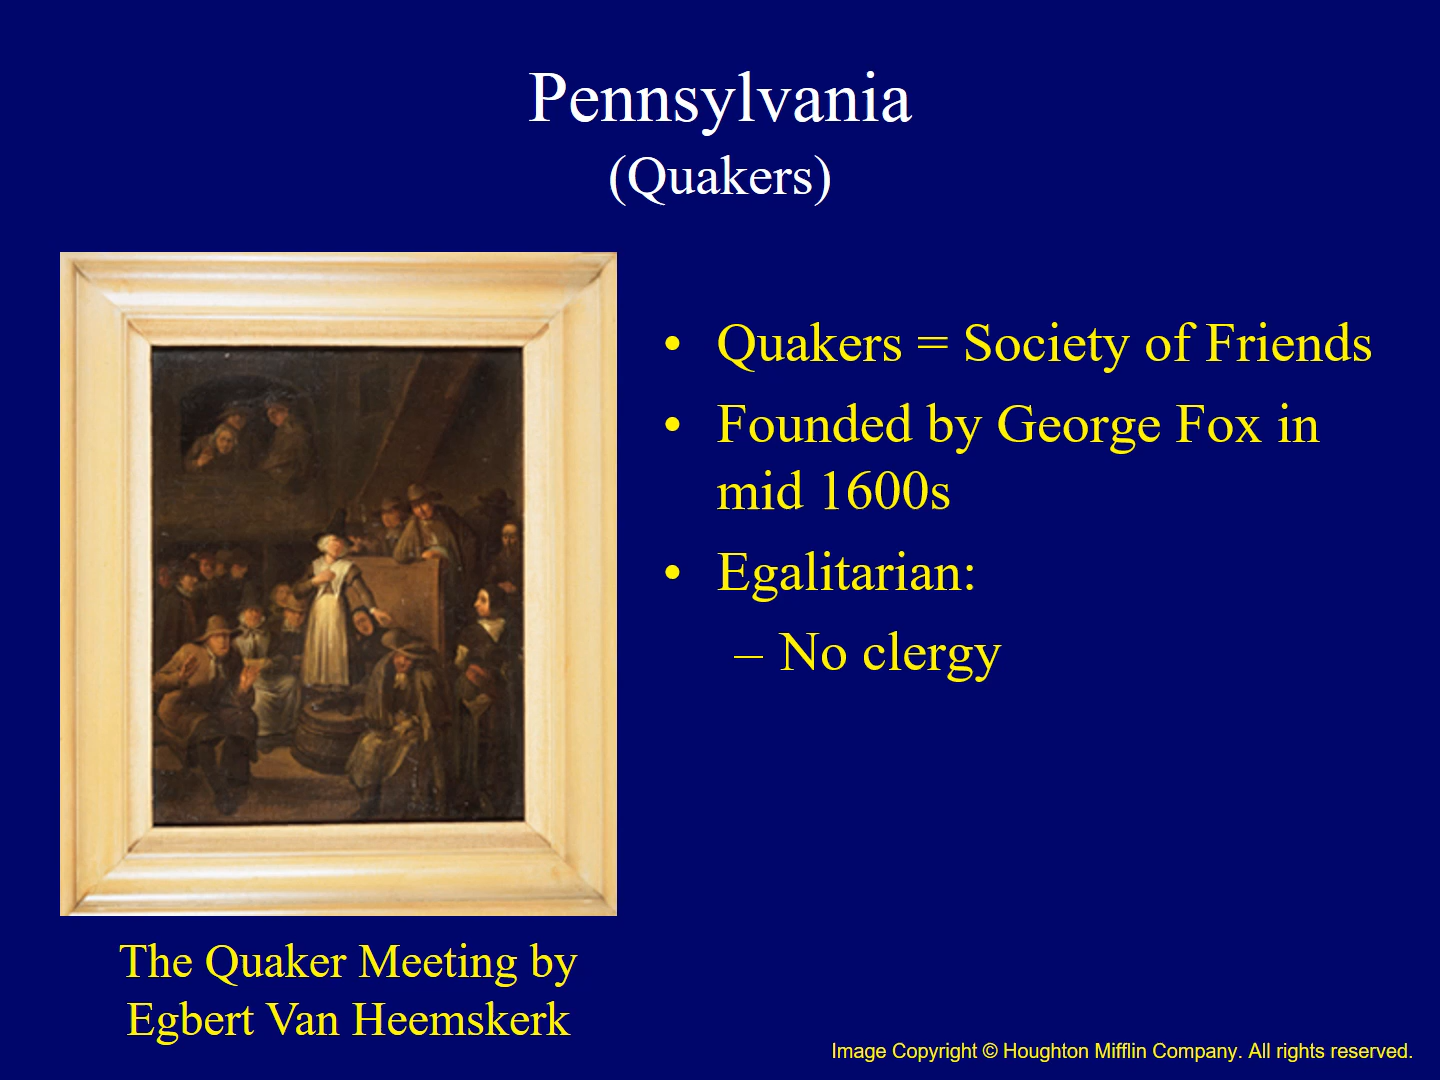 Pennsylvania
(Quakers)
• Quakers = Society of Friends
• Founded by George Fox in
mid 1600s
• Egalitarian:
– No clergy
The Quaker Meeting by
Egbert Van Heemskerk
Image Copyright © Houghton Mifflin Company. All rights reserved.